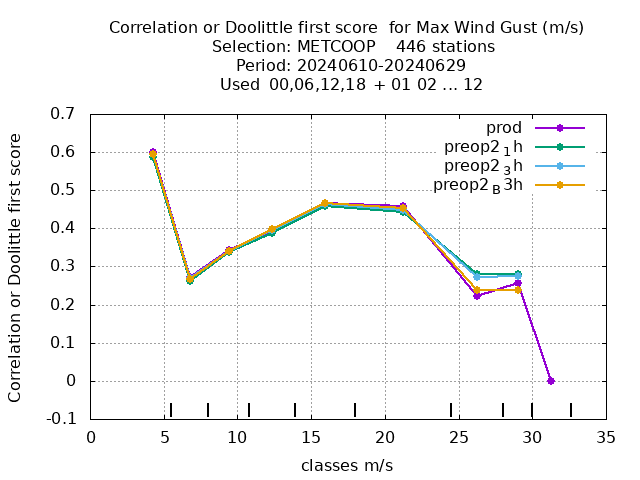 Correlation or Doolittle first score  for Max Wind Gust (m/s)
Selection: METCOOP    446 stations
Period: 20240610-20240629
Used  00,06,12,18  + 01 02 ... 12
Correlation or Doolittle first score
0.7
0.6
0.5
0.4
0.3
0.2
0.1
0
-0.1
prod
preop2 1h
preop2 3h
preop2 B3h
0 5 10 15 20 25 30 35
classes m/s